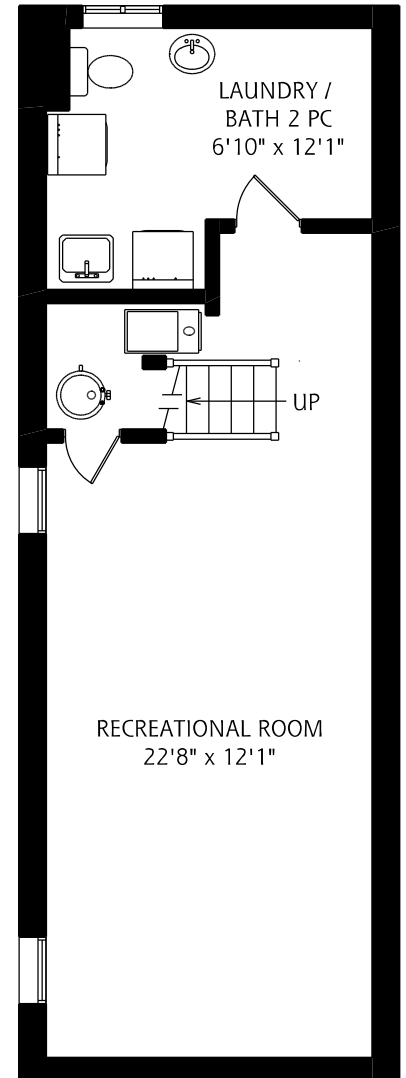 LAUNDRY /
BATH 2 PC
6'10" x 12'1"
UP
RECREATIONAL ROOM
22'8" x 12'1"